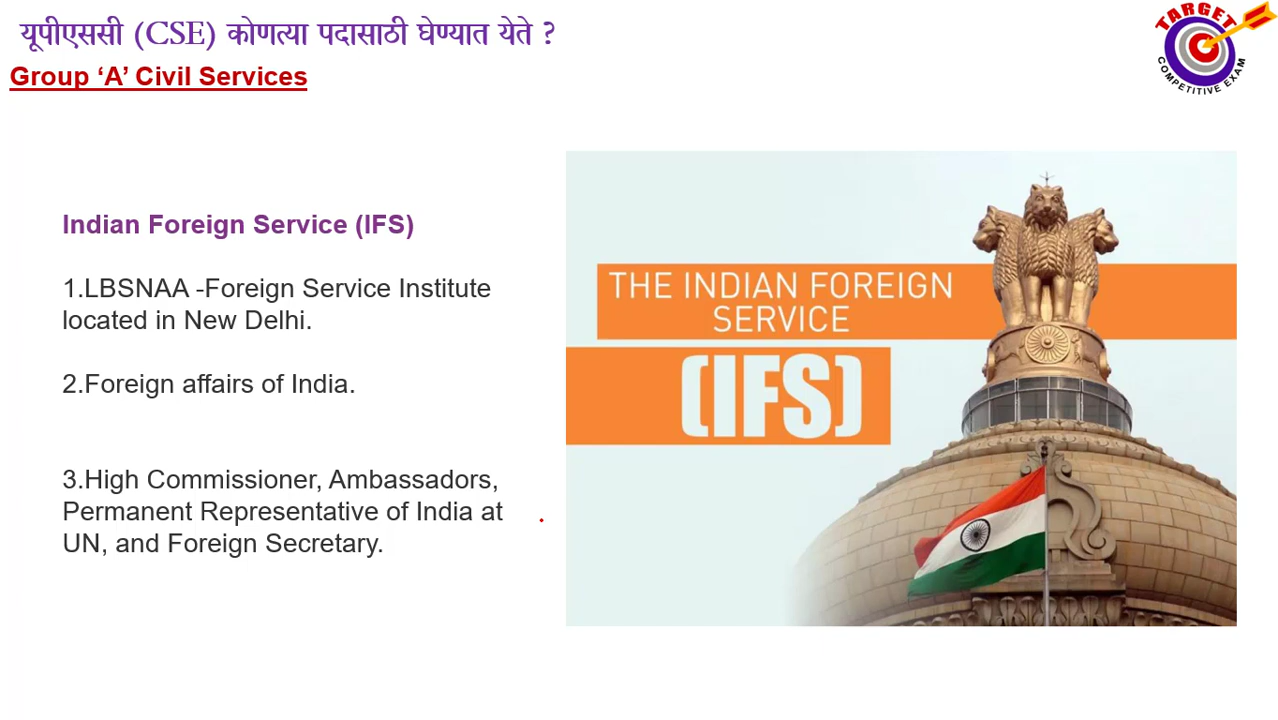 यूपीएससी (CSE) कोणत्या पदासाठी घेण्यात येते ?
Group ‘A’ Civil Services
TARGET
COMPETITIVE EXAM
Indian Foreign Service (IFS)
1.LBSNAA -Foreign Service Institute
located in New Delhi.
2.Foreign affairs of India.
3.High Commissioner, Ambassadors,
Permanent Representative of India at
UN, and Foreign Secretary.
THE INDIAN FOREIGN
SERVICE
(IFS)